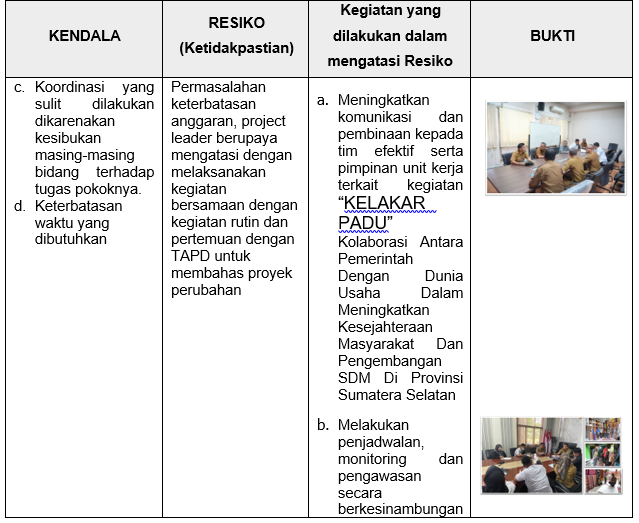 KENDALA
RESIKO
(Ketidakpastian)
Kegiatan yang
dilakukan dalam
mengatasi Resiko
BUKTI
c. Koordinasi yang
sulit dilakukan
dikarenakan
kesibukan
masing-masing
bidang terhadap
tugas pokoknya.
d. Keterbatasan
waktu yang
dibutuhkan
Permasalahan
keterbatasan
anggaran, project
leader berupaya
mengatasi dengan
melaksanakan
kegiatan
bersamaan dengan
kegiatan rutin dan
pertemuan dengan
TAPD untuk
membahas proyek
perubahan
a. Meningkatkan
komunikasi dan
pembinaan kepada
tim efektif serta
pimpinan unit kerja
terkait kegiatan
“KELAKAR
PADU”
Kolaborasi Antara
Pemerintah
Dengan Dunia
Usaha Dalam
Meningkatkan
Kesejahteraan
Masyarakat Dan
Pengembangan
SDM Di Provinsi
Sumatera Selatan
b. Melakukan
penjadwalan,
monitoring dan
pengawasan
secara
berkesinambungan